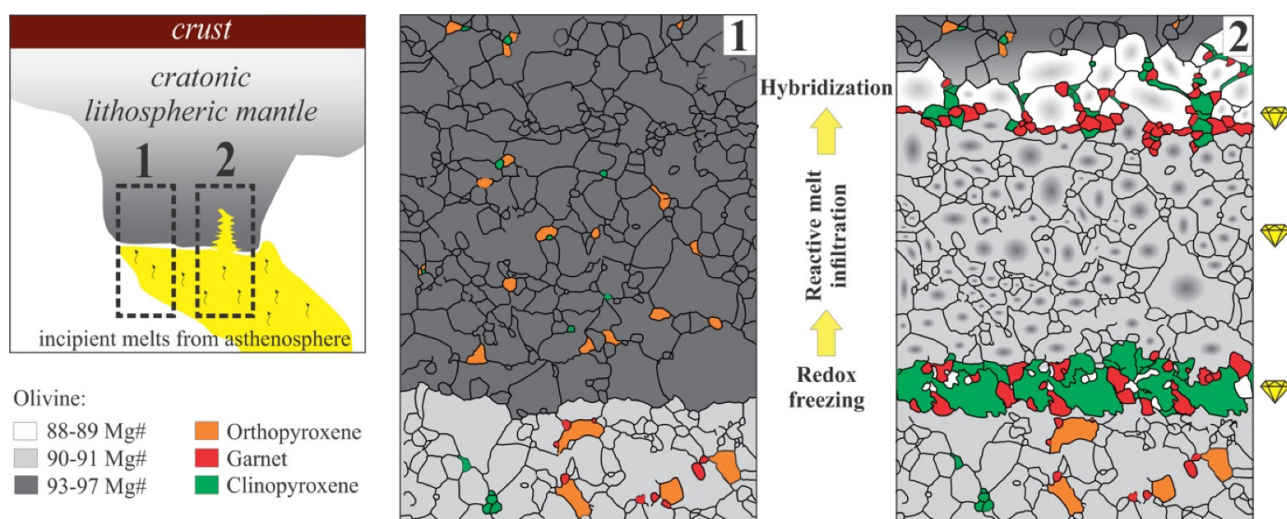 crust
cratonic
lithospheric mantle
1
2
incipient melts from asthenosphere
Olivine:
88-89 Mg#
90-91 Mg#
93-97 Mg#
Orthopyroxene
Garnet
Clinopyroxene
1
Hybridization
Reactive melt
infiltration
Redox
freezing
2